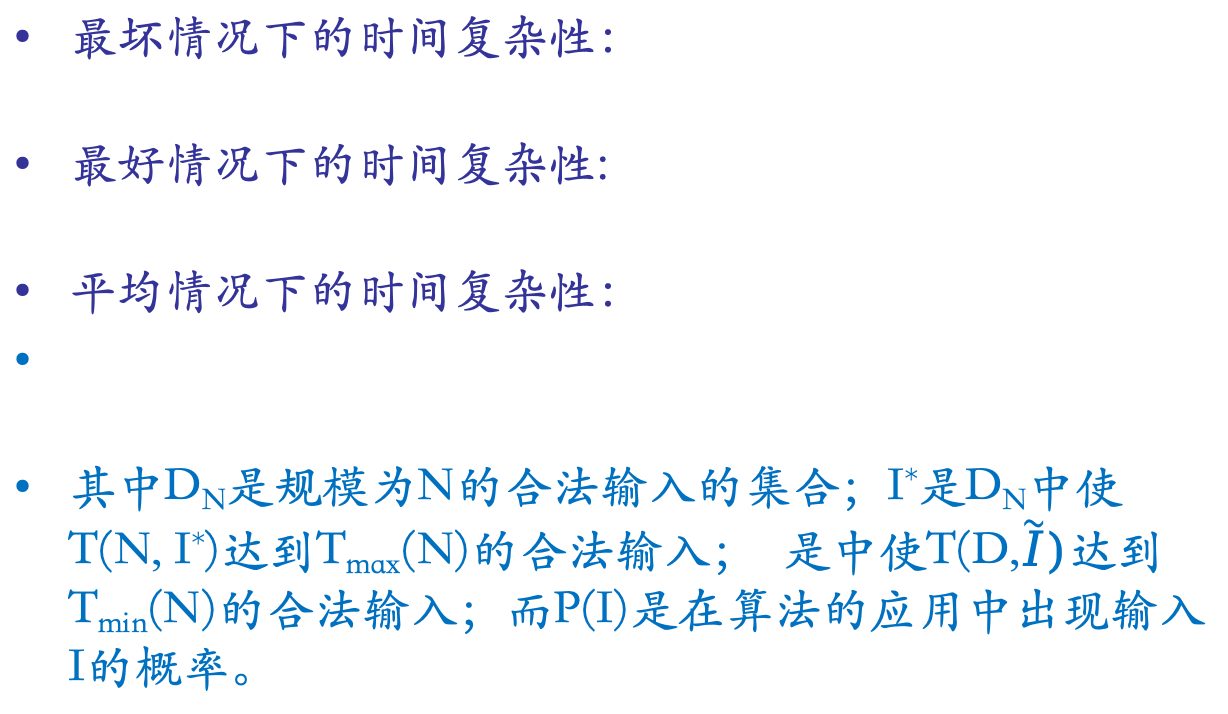 • 最坏情况下的时间复杂性：
• 最好情况下的时间复杂性:
• 平均情况下的时间复杂性：
•
• 其中D_N是规模为N的合法输入的集合；I*是D_N中使
T(N, I*)达到T_max(N)的合法输入； 是中使T(D,Ĩ)达到
T_min(N)的合法输入；而P(I)是在算法的应用中出现输入
I的概率。